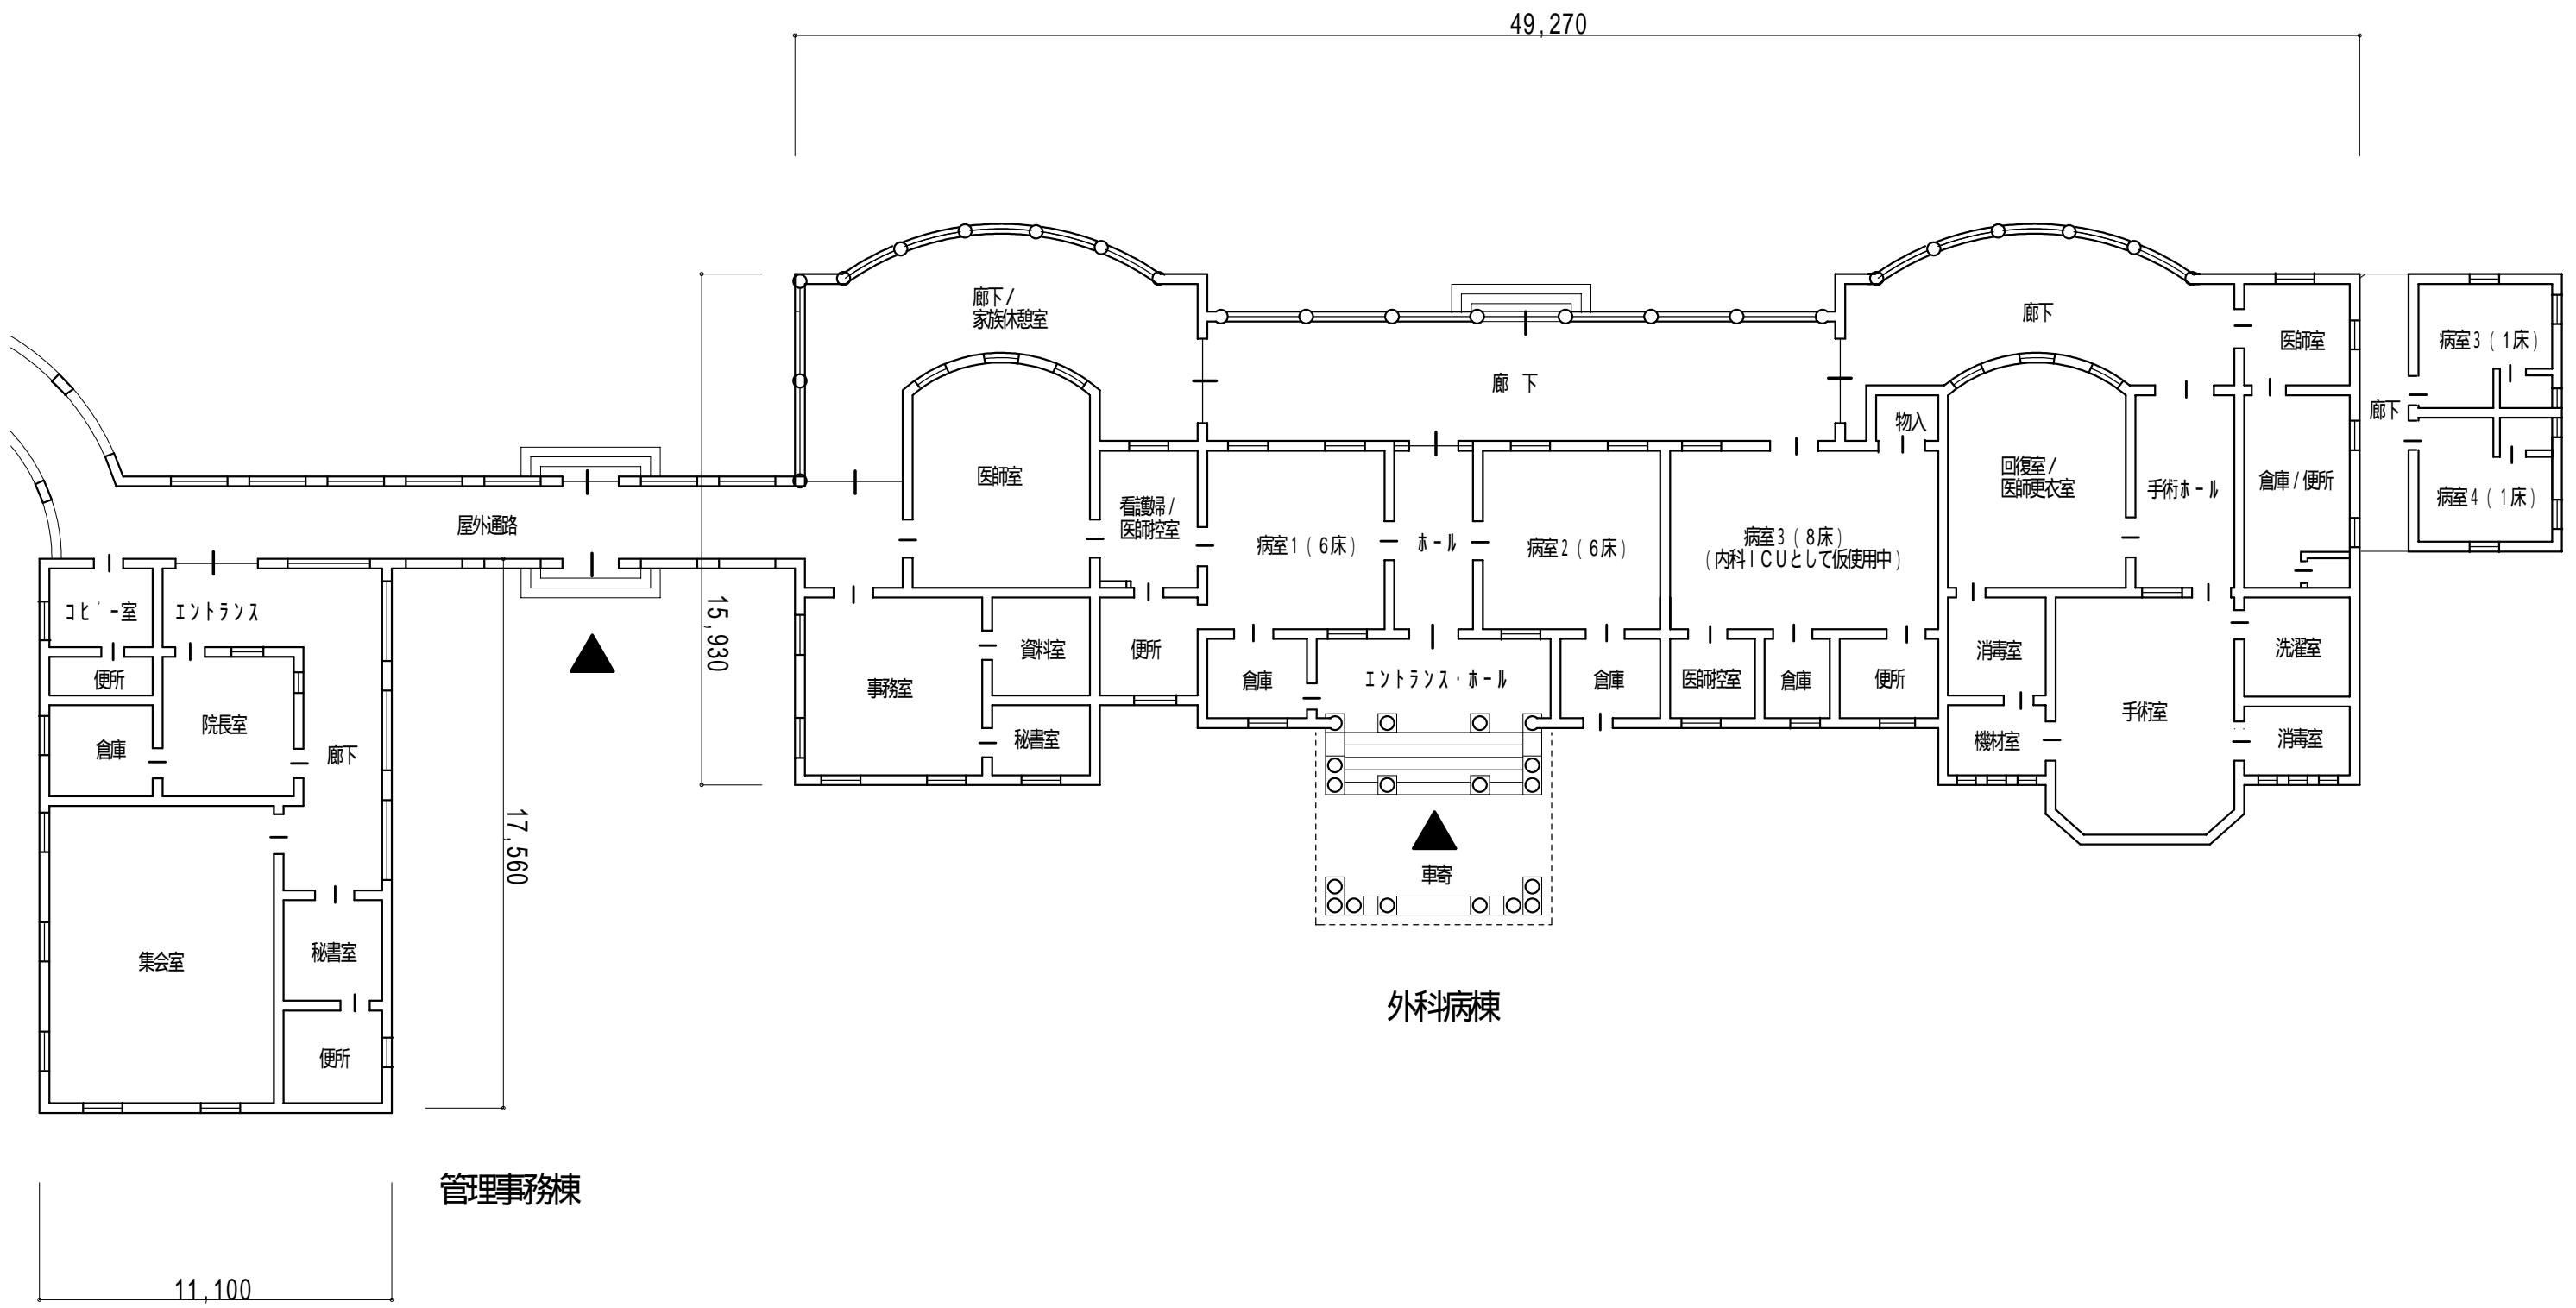 49,270
廊下/
家族休憩室
廊下
医師室
病室3(1床)
廊 下
廊下
物入
医師室
回復室/
医師更衣室
手術ホール
倉庫/便所
病室4(1床)
看護婦/
医師控室
屋外通路
病室1(6床)
ホール
病室2(6床)
病室3(8床)
(内科ICUとして仮使用中)
コピー室
エントランス
15,930
資料室
便所
消毒室
洗濯室
便所
事務室
倉庫
エントランス・ホール
倉庫
医師控室
倉庫
便所
院長室
手術室
倉庫
廊下
秘書室
機材室
消毒室
17,560
車寄
集会室
秘書室
外科病棟
便所
管理事務棟
11,100